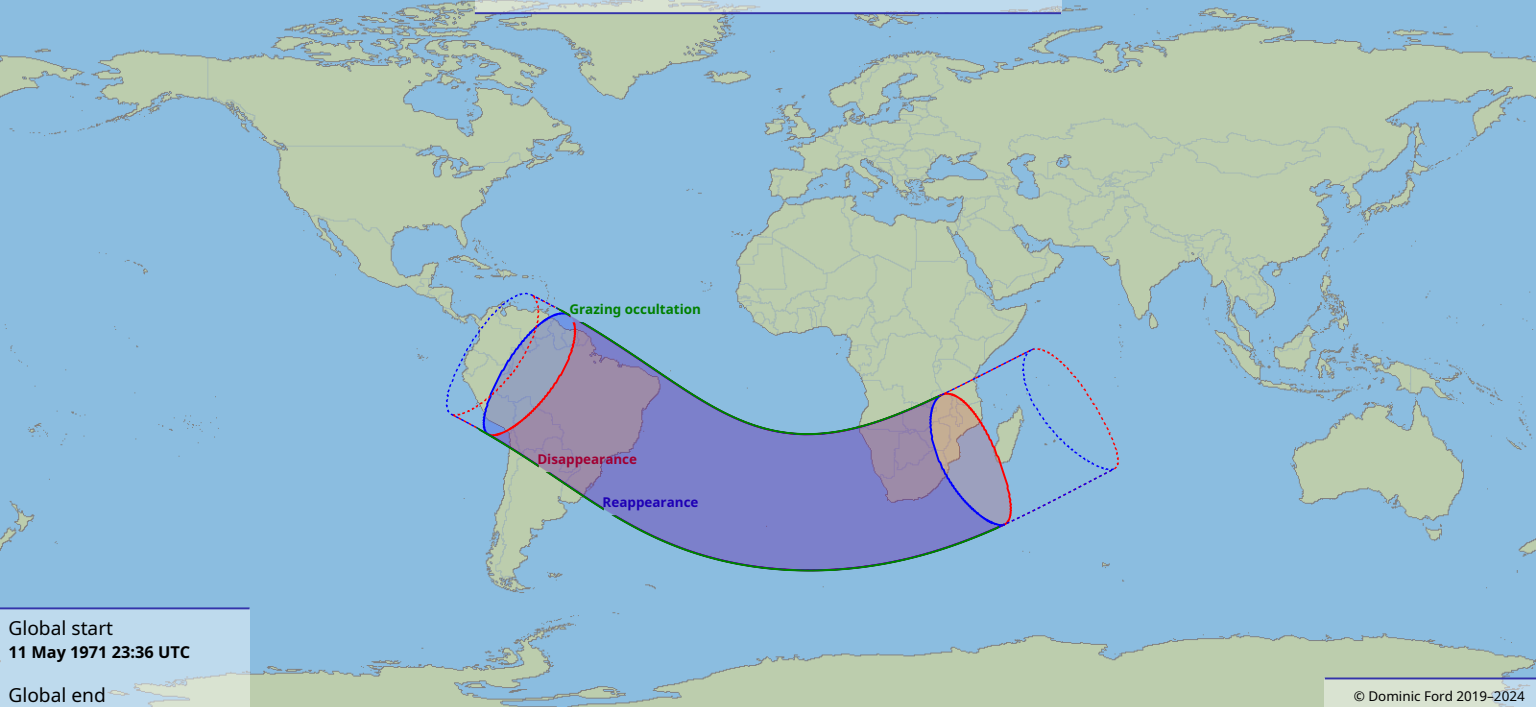 Grazing occultation
Disappearance
Reappearance
Global start
11 May 1971 23:36 UTC
Global end
© Dominic Ford 2019–2024